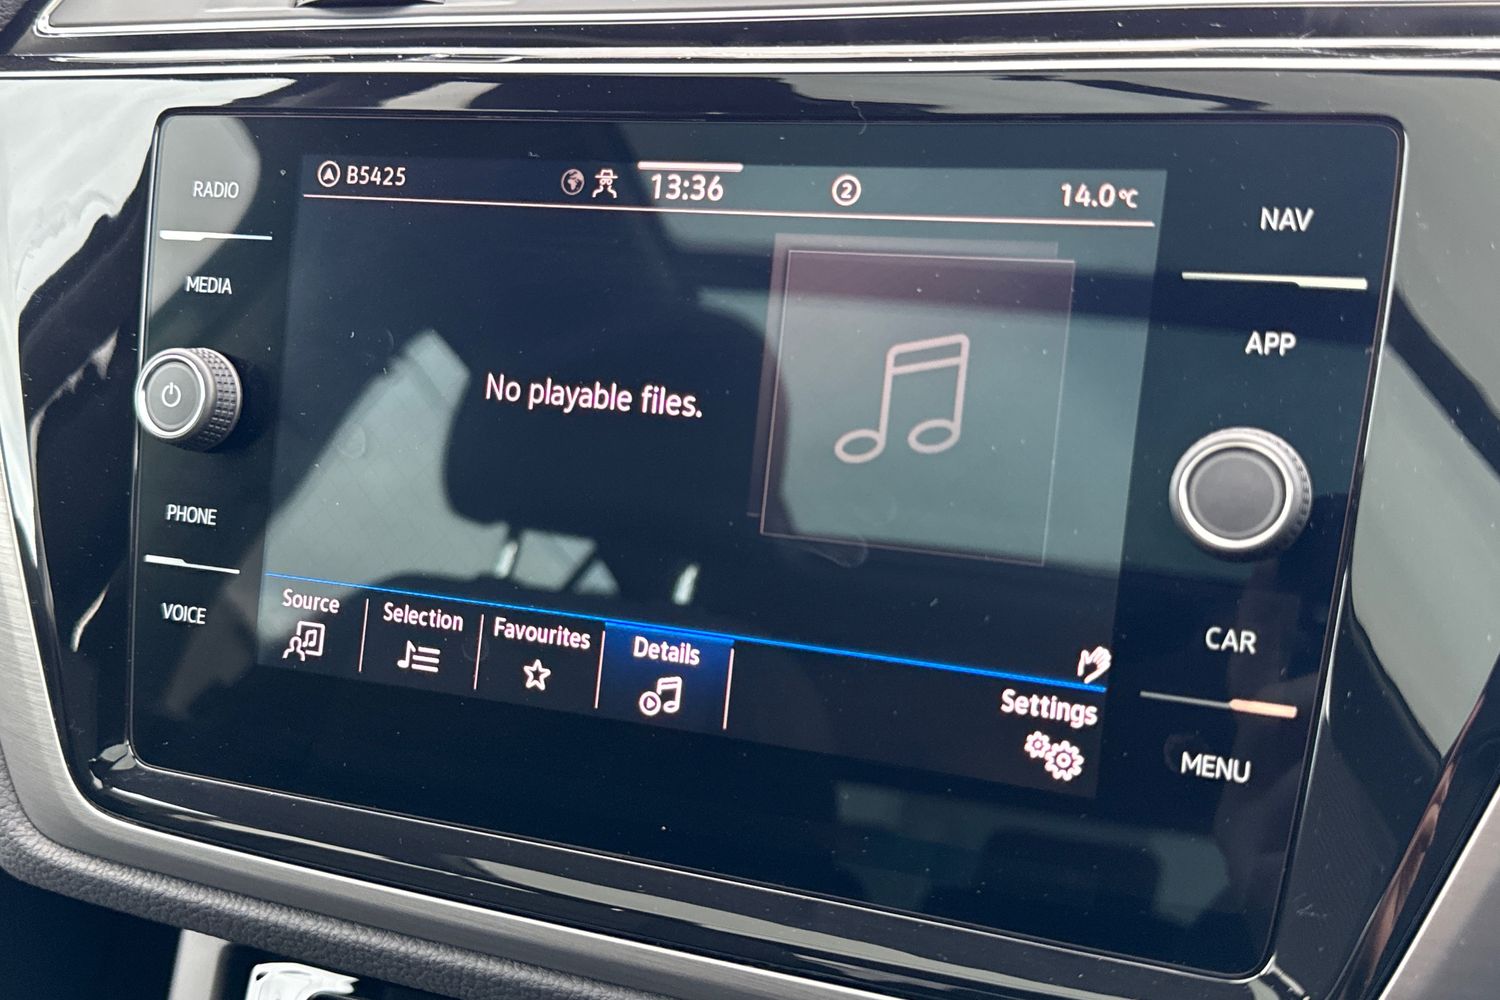 RADIO
MEDIA
PHONE
VOICE
B5425
13:36
2
14.0°C
No playable files.
Source
Selection
Favourites
Details
Settings
NAV
APP
CAR
MENU